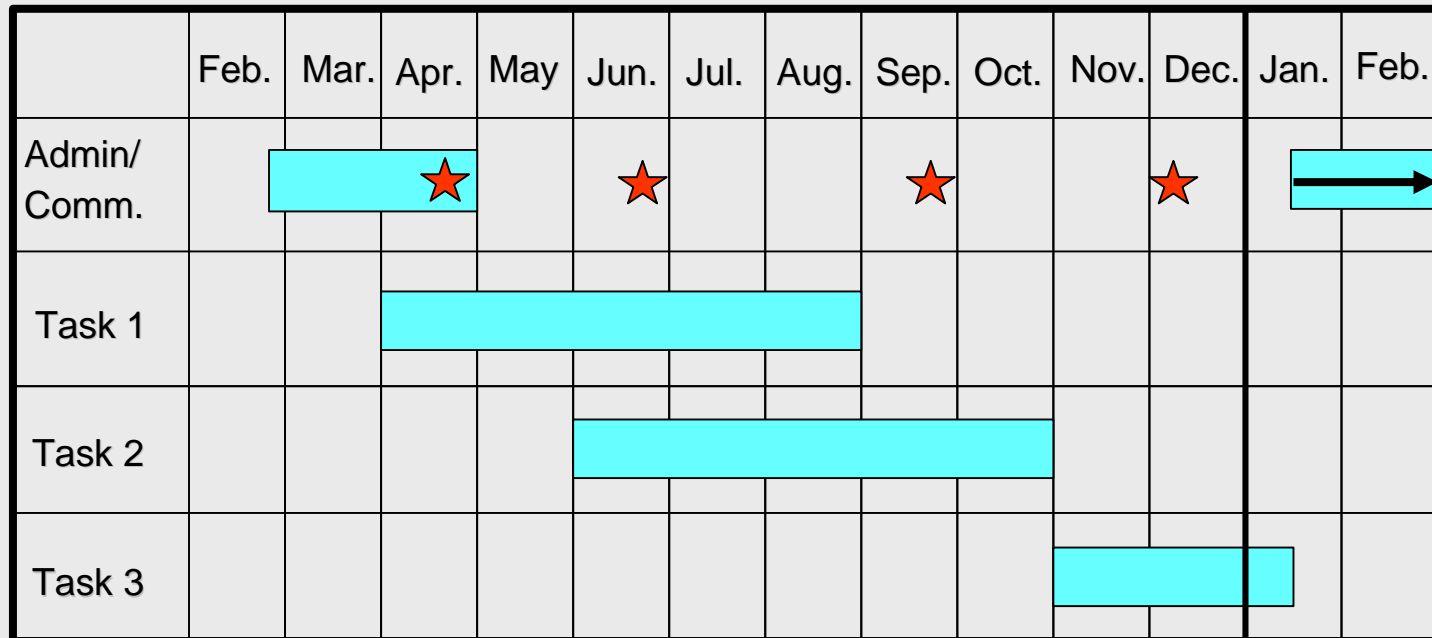 Feb. Mar. Apr. May Jun. Jul. Aug. Sep. Oct. Nov. Dec. Jan. Feb.
Admin/
Comm.
Task 1
Task 2
Task 3